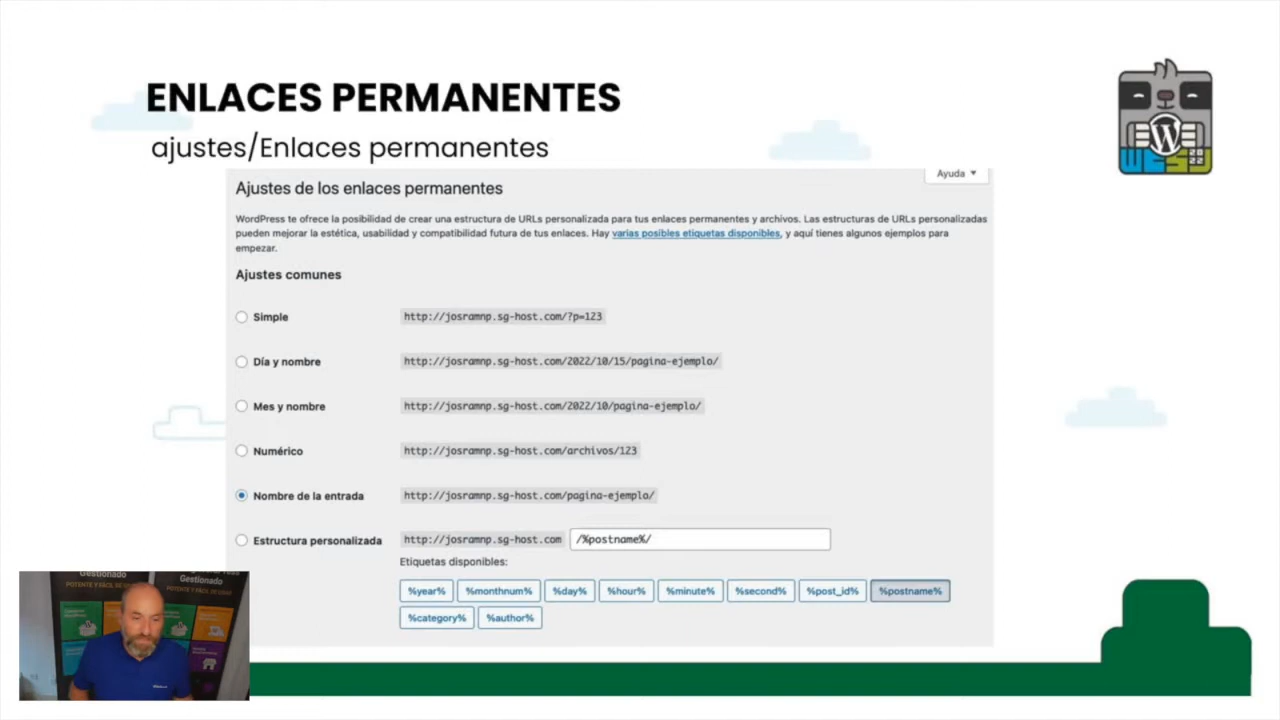 ENLACES PERMANENTES
ajustes/Enlaces permanentes
WESD
Ayuda ▼
Ajustes de los enlaces permanentes
WordPress te ofrece la posibilidad de crear una estructura de URLs personalizada para tus enlaces permanentes y archivos. Las estructuras de URLs personalizadas
pueden mejorar la estética, usabilidad y compatibilidad futura de tus enlaces. Hay varias posibles etiquetas disponibles, y aquí tienes algunos ejemplos para
empezar.
Ajustes comunes
Simple http://josramnp.sg-host.com/?p=123
Día y nombre http://josramnp.sg-host.com/2022/10/15/pagina-ejemplo/
Mes y nombre http://josramnp.sg-host.com/2022/10/pagina-ejemplo/
Numérico http://josramnp.sg-host.com/archivos/123
Nombre de la entrada http://josramnp.sg-host.com/pagina-ejemplo/
Estructura personalizada http://josramnp.sg-host.com /%postname%/
Etiquetas disponibles:
%year% %monthnum% %day% %hour% %minute% %second% %post_id% %postname%
%category% %author%
Gestionado
Gestionado